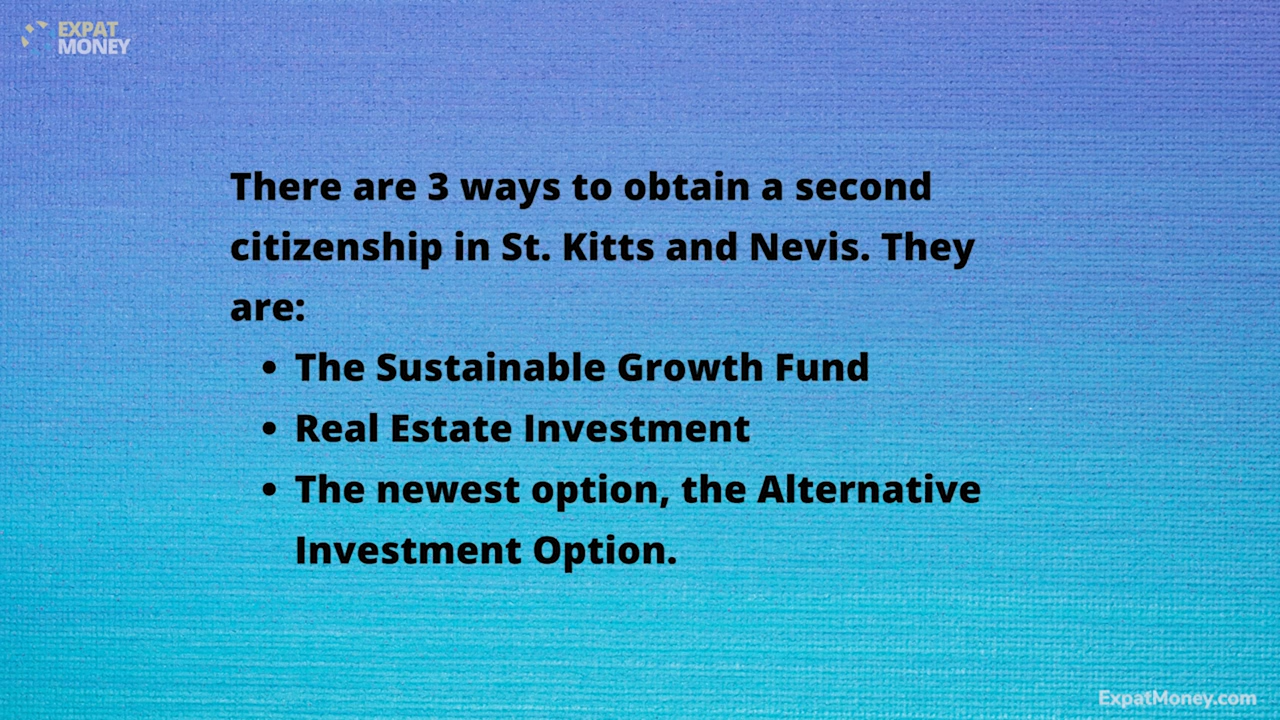 EXPAT
MONEY
There are 3 ways to obtain a second
citizenship in St. Kitts and Nevis. They
are:
• The Sustainable Growth Fund
• Real Estate Investment
• The newest option, the Alternative
Investment Option.
ExpatMoney.com